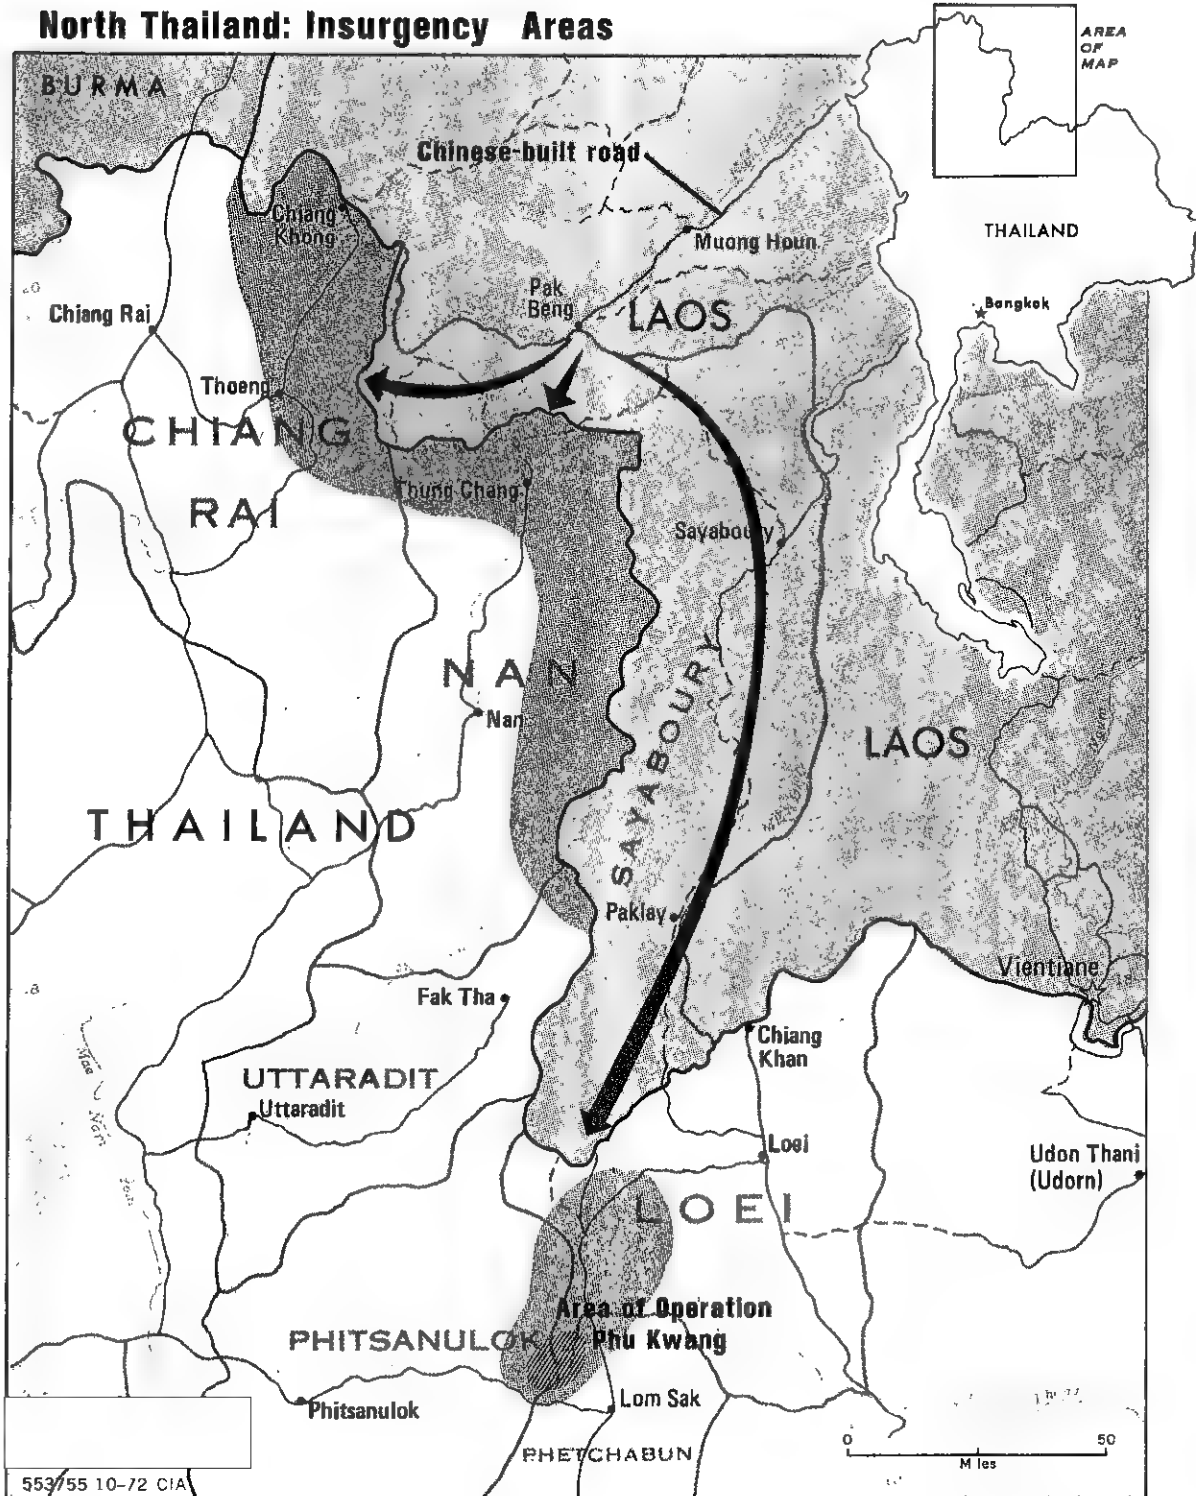 North Thailand: Insurgency Areas
AREA
OF
MAP
BURMA
Chinese-built road
Chiang
Khong
Muong Houn
THAILAND
Pak
Beng
LAOS
Bangkok
Chiang Rai
Thoeng
CHIANG
RAI
Thung Chang
Sayaboury
NAN
Nan
SAYABOURY
LAOS
THAILAND
Paklay
Vientiane
Fak Tha
Chiang
Khan
UTTARADIT
Uttaradit
Mae
Nam
Loei
Udon Thani
(Udorn)
LOEI
Area of Operation
Phu Kwang
PHITSANULOK
Phitsanulok
Lom Sak
PHETCHABUN
0 50
M les
553755 10-72 CIA